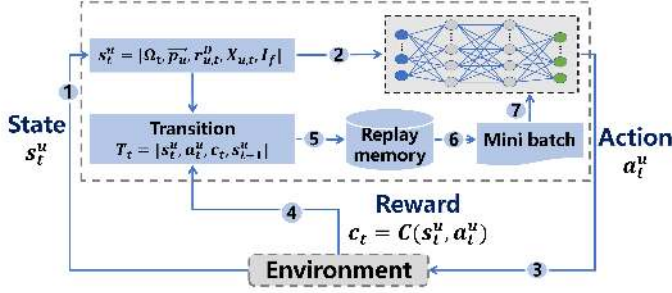 s_t^u = |Ω_t, p_u, r_{u,t}^D, X_{u,t}, I_f|
2
1
7
State
s_t^u
Transition
T_t = |s_t^u, a_t^u, c_t, s_{t+1}^u|
5
Replay
memory
6
Mini batch
Action
a_t^u
4
Reward
c_t = C(s_t^u, a_t^u)
Environment
3